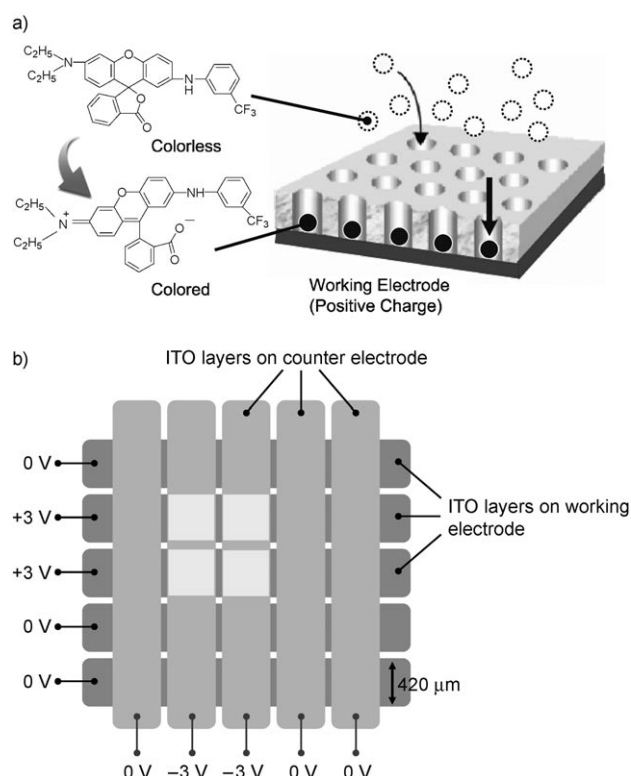 a)
C₂H₅
N
C₂H₅
O
NH
CF₃
O
O
Colorless
C₂H₅
N⁺
C₂H₅
O
NH
CF₃
O⁻
O
Colored
Working Electrode
(Positive Charge)
b)
ITO layers on counter electrode
0 V
+3 V
+3 V
0 V
0 V
ITO layers on working
electrode
420 μm
0 V –3 V –3 V 0 V 0 V